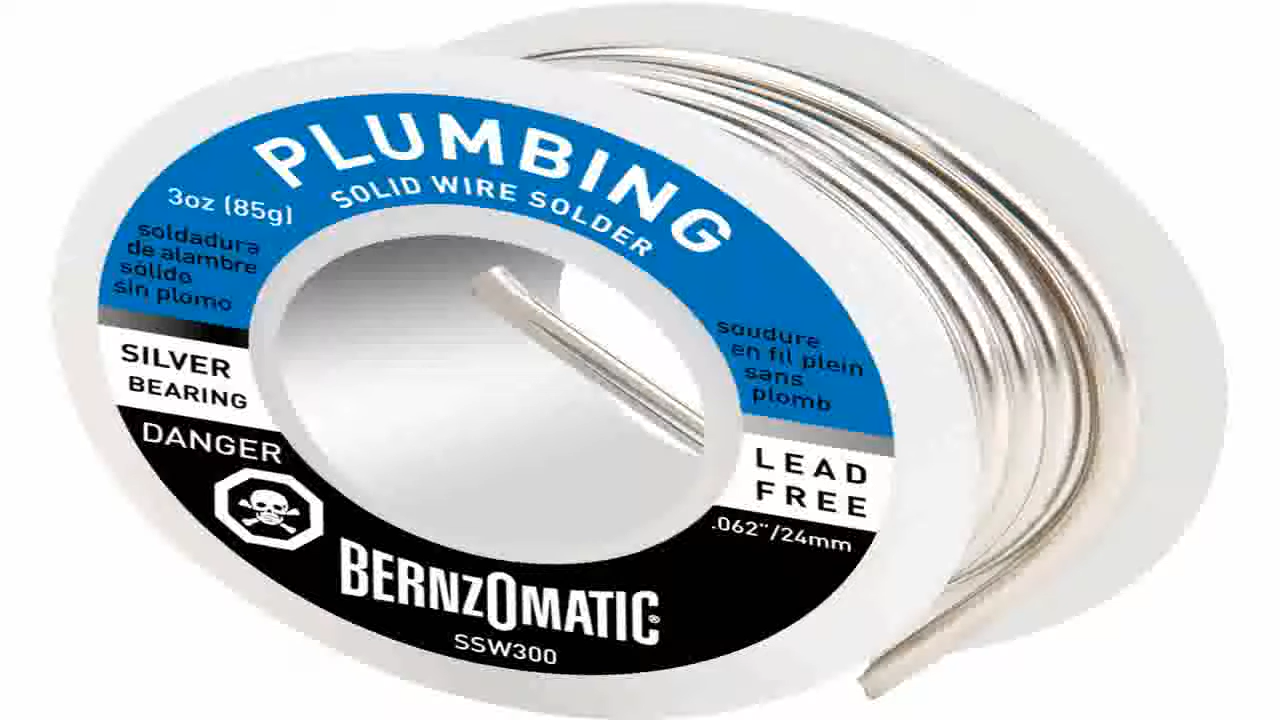 PLUMBING
SOLID WIRE SOLDER
3oz (85g)
soldadura
de alambre
sólido
sin plomo
soudure
en fil plein
sans
plomb
SILVER
BEARING
LEAD
FREE
DANGER
.062"/24mm
BERNZOMATIC®
SSW300